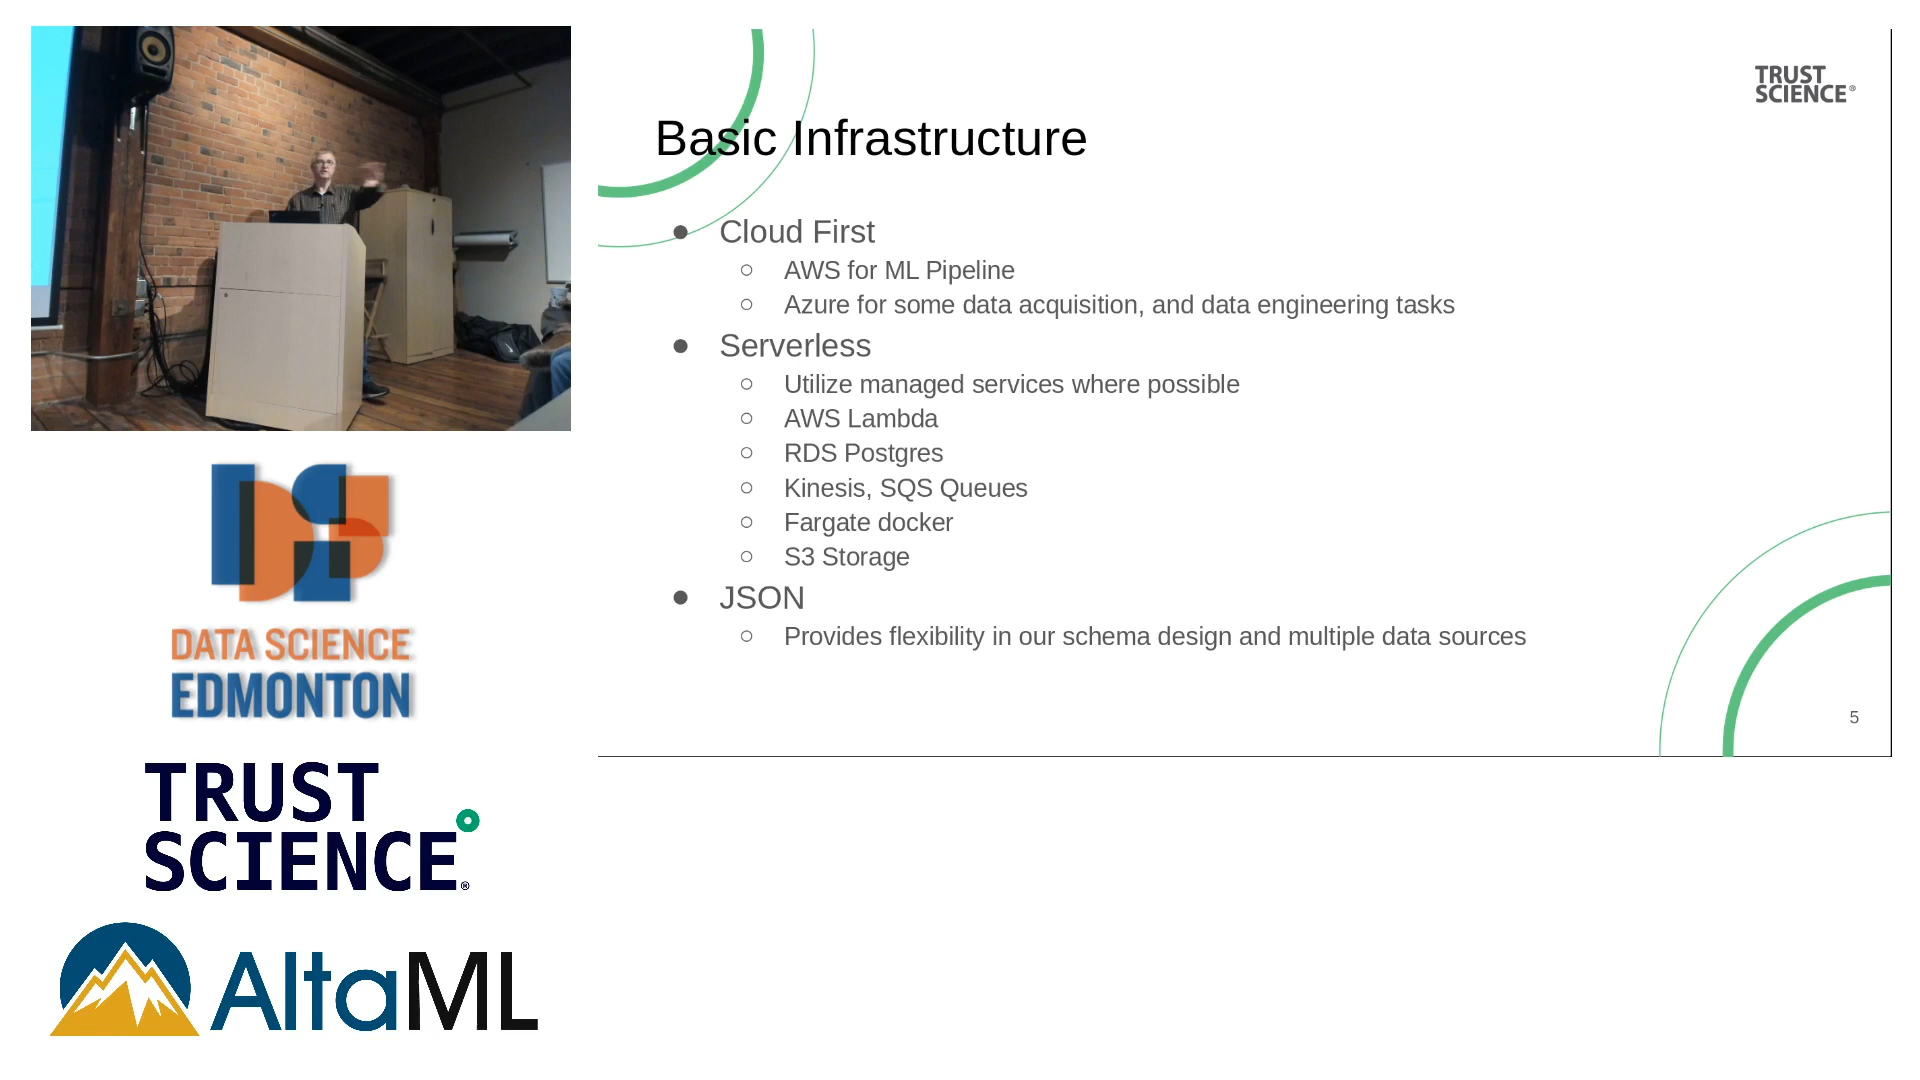 TRUST
SCIENCE®
Basic Infrastructure
● Cloud First
○ AWS for ML Pipeline
○ Azure for some data acquisition, and data engineering tasks
● Serverless
○ Utilize managed services where possible
○ AWS Lambda
○ RDS Postgres
○ Kinesis, SQS Queues
○ Fargate docker
○ S3 Storage
● JSON
○ Provides flexibility in our schema design and multiple data sources
5
DATA SCIENCE
EDMONTON
TRUST
SCIENCE®
AltaML